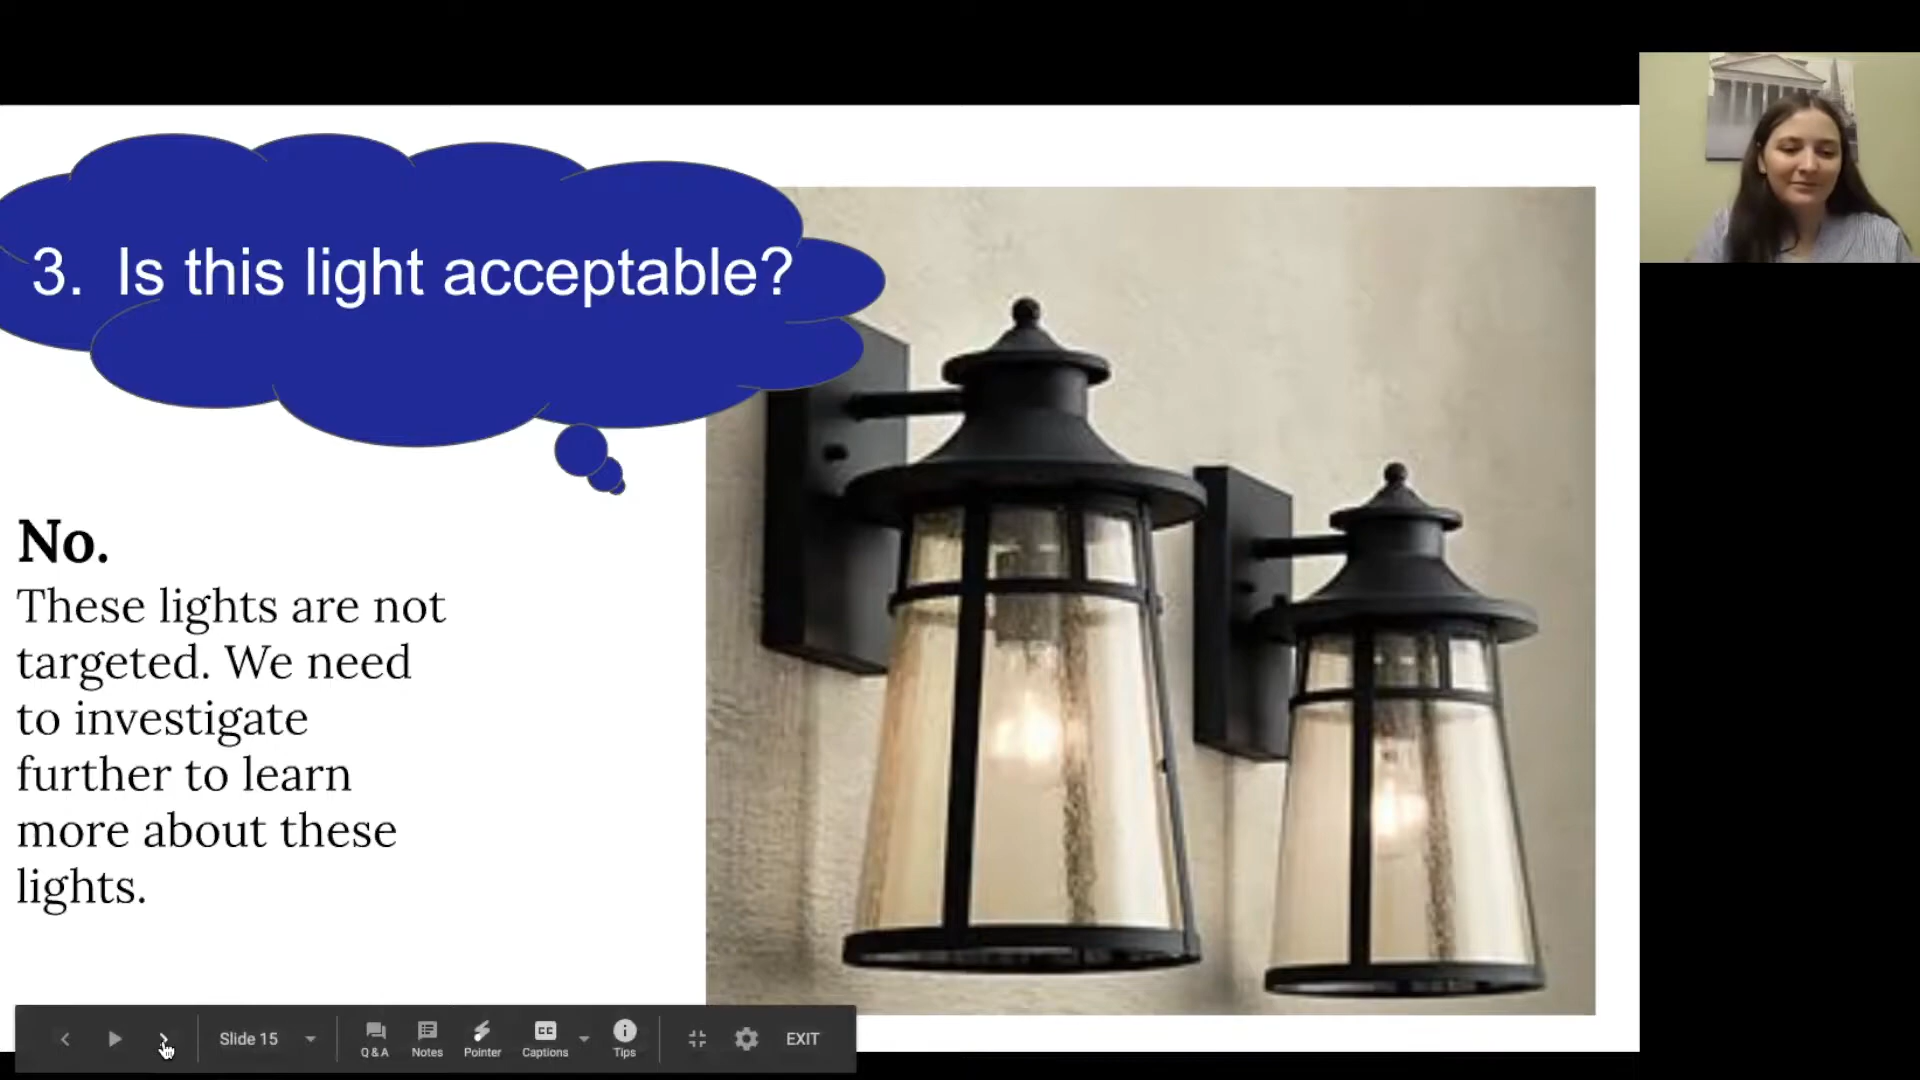 3. Is this light acceptable?
No.
These lights are not
targeted. We need
to investigate
further to learn
more about these
lights.
Slide 15
Q & A
Notes
Pointer
CC
Captions
Tips
EXIT